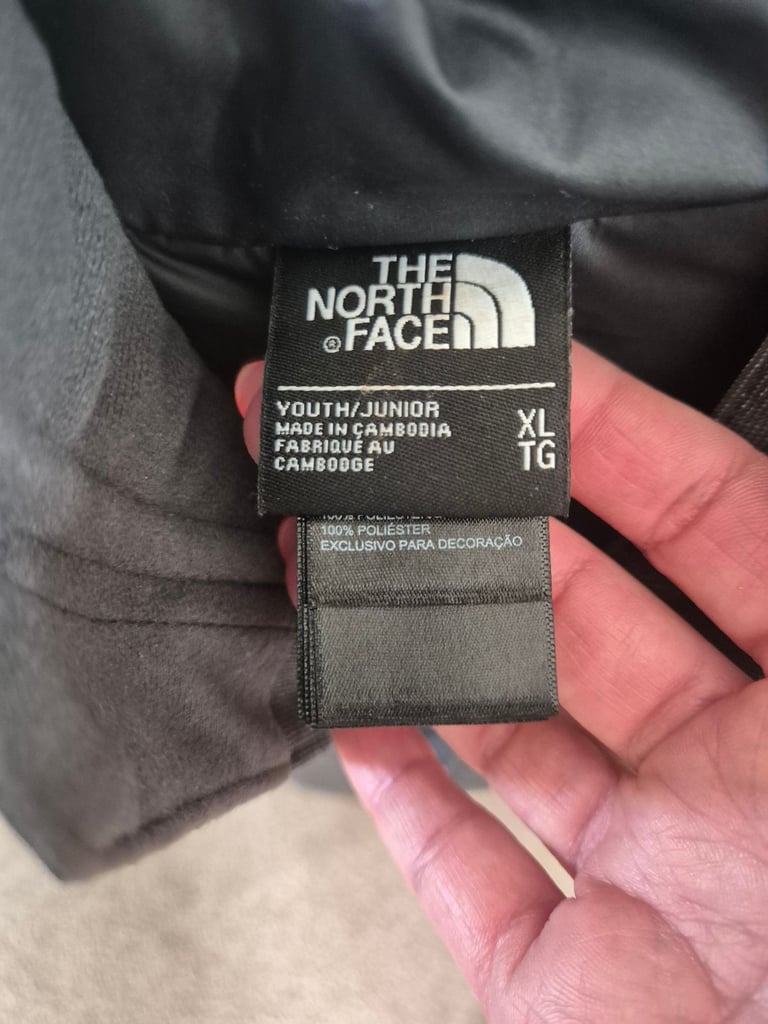 THE
NORTH
® FACE
YOUTH/JUNIOR
MADE IN CAMBODIA
FABRIQUÉ AU
CAMBODGE
XL
TG
100% POLIÉSTER
EXCLUSIVO PARA DECORAÇÃO